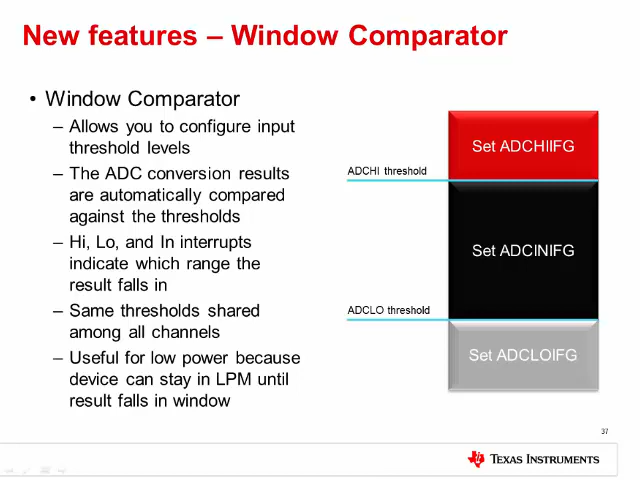 New features – Window Comparator
• Window Comparator
– Allows you to configure input
threshold levels
– The ADC conversion results
are automatically compared
against the thresholds
– Hi, Lo, and In interrupts
indicate which range the
result falls in
– Same thresholds shared
among all channels
– Useful for low power because
device can stay in LPM until
result falls in window
Set ADCHIIFG
ADCHI threshold
Set ADCINIFG
ADCLO threshold
Set ADCLOIFG
37
TEXAS INSTRUMENTS